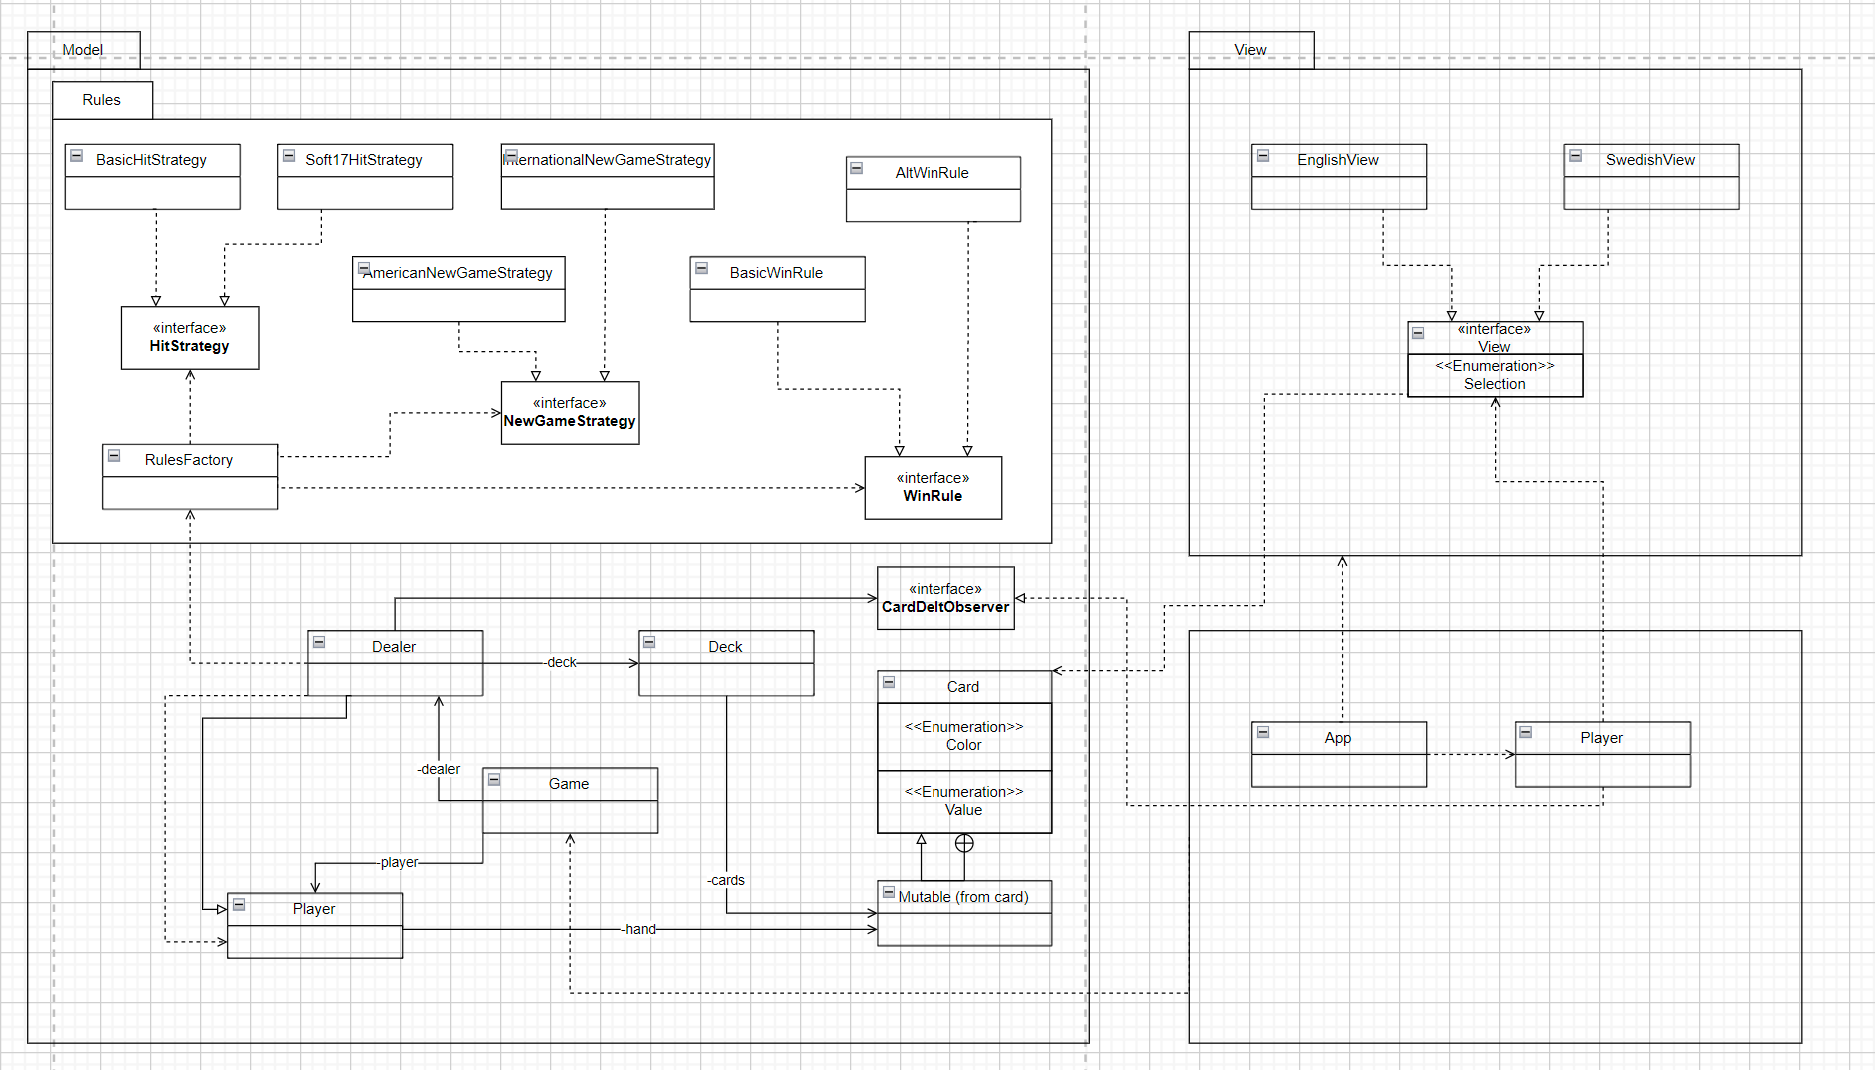 Model
View
Rules
BasicHitStrategy
Soft17HitStrategy
InternationalNewGameStrategy
AltWinRule
EnglishView
SwedishView
AmericanNewGameStrategy
BasicWinRule
«interface»
HitStrategy
«interface»
View
<<Enumeration>>
Selection
«interface»
NewGameStrategy
RulesFactory
«interface»
WinRule
«interface»
CardDeltObserver
Dealer
-deck
Deck
Card
<<Enumeration>>
Color
<<Enumeration>>
Value
App
Player
-dealer
Game
-player
-cards
Mutable (from card)
Player
-hand